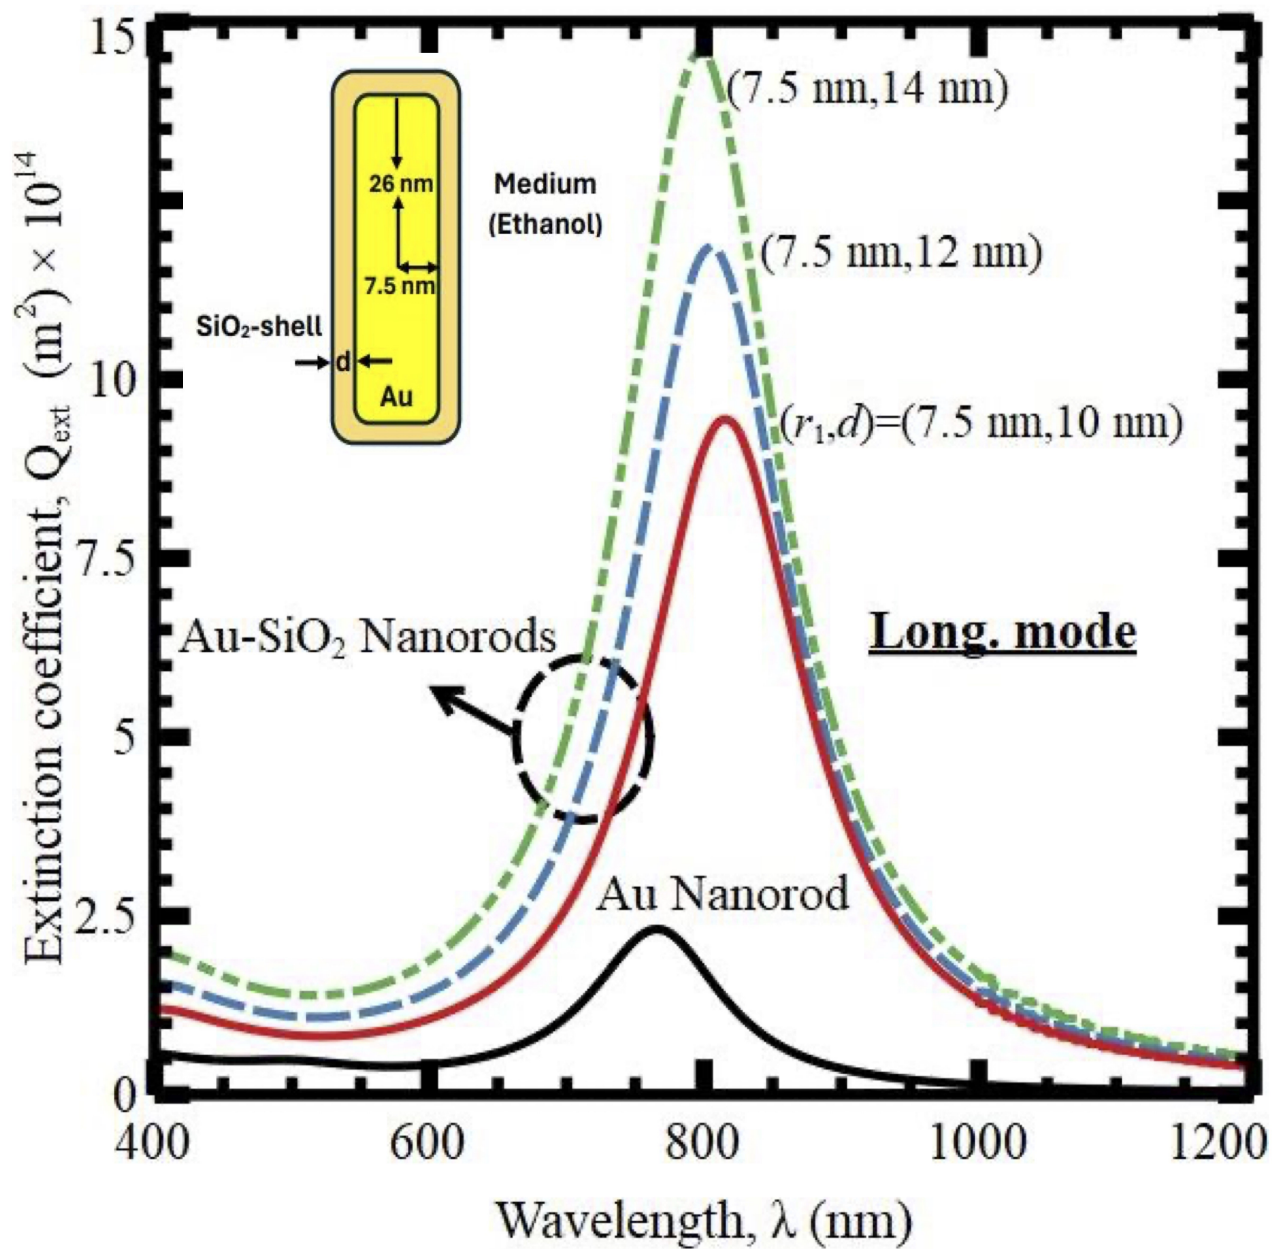 Extinction coefficient, Q_ext (m²) × 10¹⁴
15
10
7.5
5
2.5
0
400
600
800
1000
1200
Wavelength, λ (nm)
26 nm
7.5 nm
SiO₂-shell
d
Au
Medium
(Ethanol)
(7.5 nm,14 nm)
(7.5 nm,12 nm)
(r₁,d)=(7.5 nm,10 nm)
Au-SiO₂ Nanorods
Long. mode
Au Nanorod